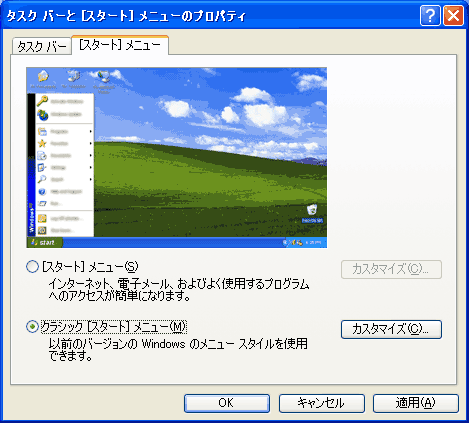 タスク バーと [スタート] メニューのプロパティ
タスク バー
[スタート] メニュー
Windows
start
[スタート] メニュー(S)
カスタマイズ(C)...
インターネット、電子メール、およびよく使用するプログラム
へのアクセスが簡単になります。
クラシック [スタート] メニュー(M)
カスタマイズ(C)...
以前のバージョンの Windows のメニュー スタイルを使用
できます。
OK
キャンセル
適用(A)